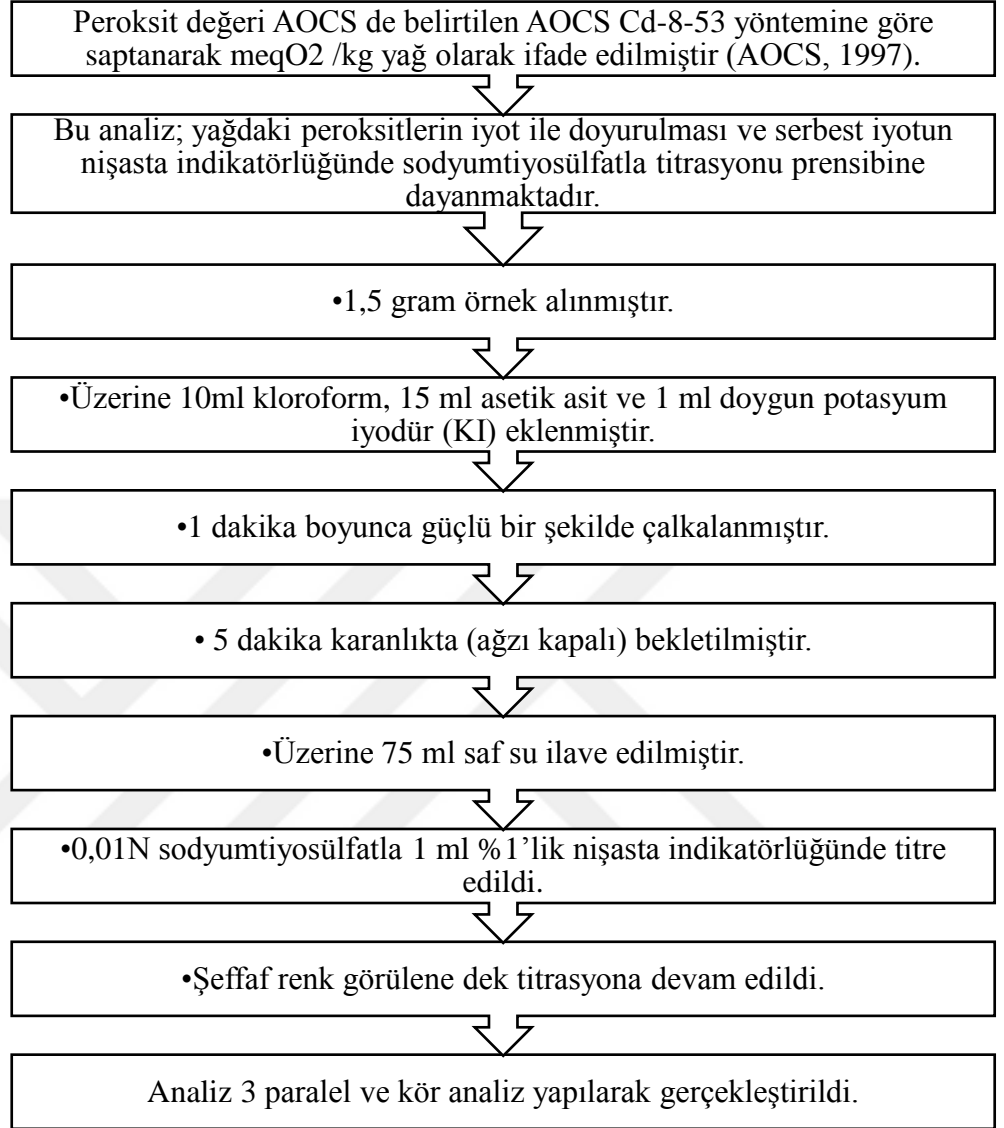 Peroksit değeri AOCS de belirtilen AOCS Cd-8-53 yöntemine göre
saptanarak meqO2 /kg yağ olarak ifade edilmiştir (AOCS, 1997).
Bu analiz; yağdaki peroksitlerin iyot ile doyurulması ve serbest iyotun
nişasta indikatörlüğünde sodyumtiyosülfatla titrasyonu prensibine
dayanmaktadır.
•1,5 gram örnek alınmıştır.
•Üzerine 10ml kloroform, 15 ml asetik asit ve 1 ml doygun potasyum
iyodür (KI) eklenmiştir.
•1 dakika boyunca güçlü bir şekilde çalkalanmıştır.
• 5 dakika karanlıkta (ağzı kapalı) bekletilmiştir.
•Üzerine 75 ml saf su ilave edilmiştir.
•0,01N sodyumtiyosülfatla 1 ml %1’lik nişasta indikatörlüğünde titre
edildi.
•Şeffaf renk görülene dek titrasyona devam edildi.
Analiz 3 paralel ve kör analiz yapılarak gerçekleştirildi.